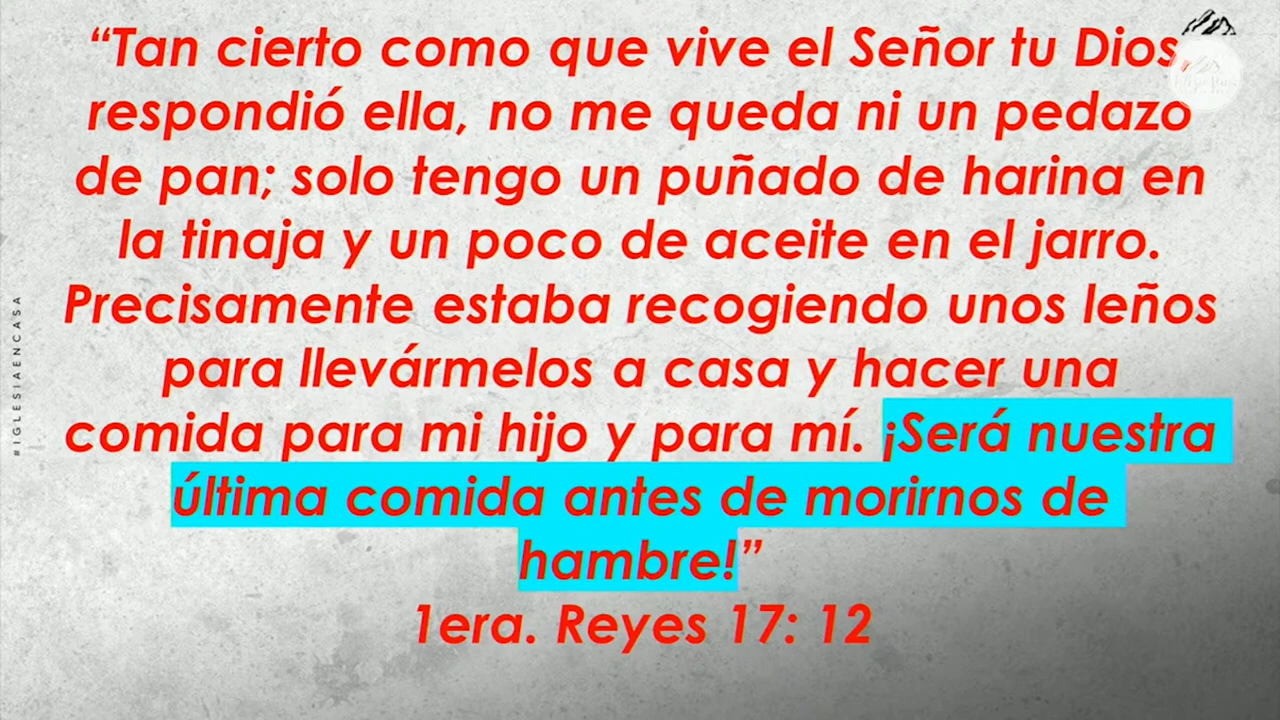 “Tan cierto como que vive el Señor tu Dios
respondió ella, no me queda ni un pedazo
de pan; solo tengo un puñado de harina en
la tinaja y un poco de aceite en el jarro.
Precisamente estaba recogiendo unos leños
para llevármelos a casa y hacer una
comida para mi hijo y para mí. ¡Será nuestra
última comida antes de morirnos de
hambre!”
1era. Reyes 17: 12
#IGLESIAENCASA